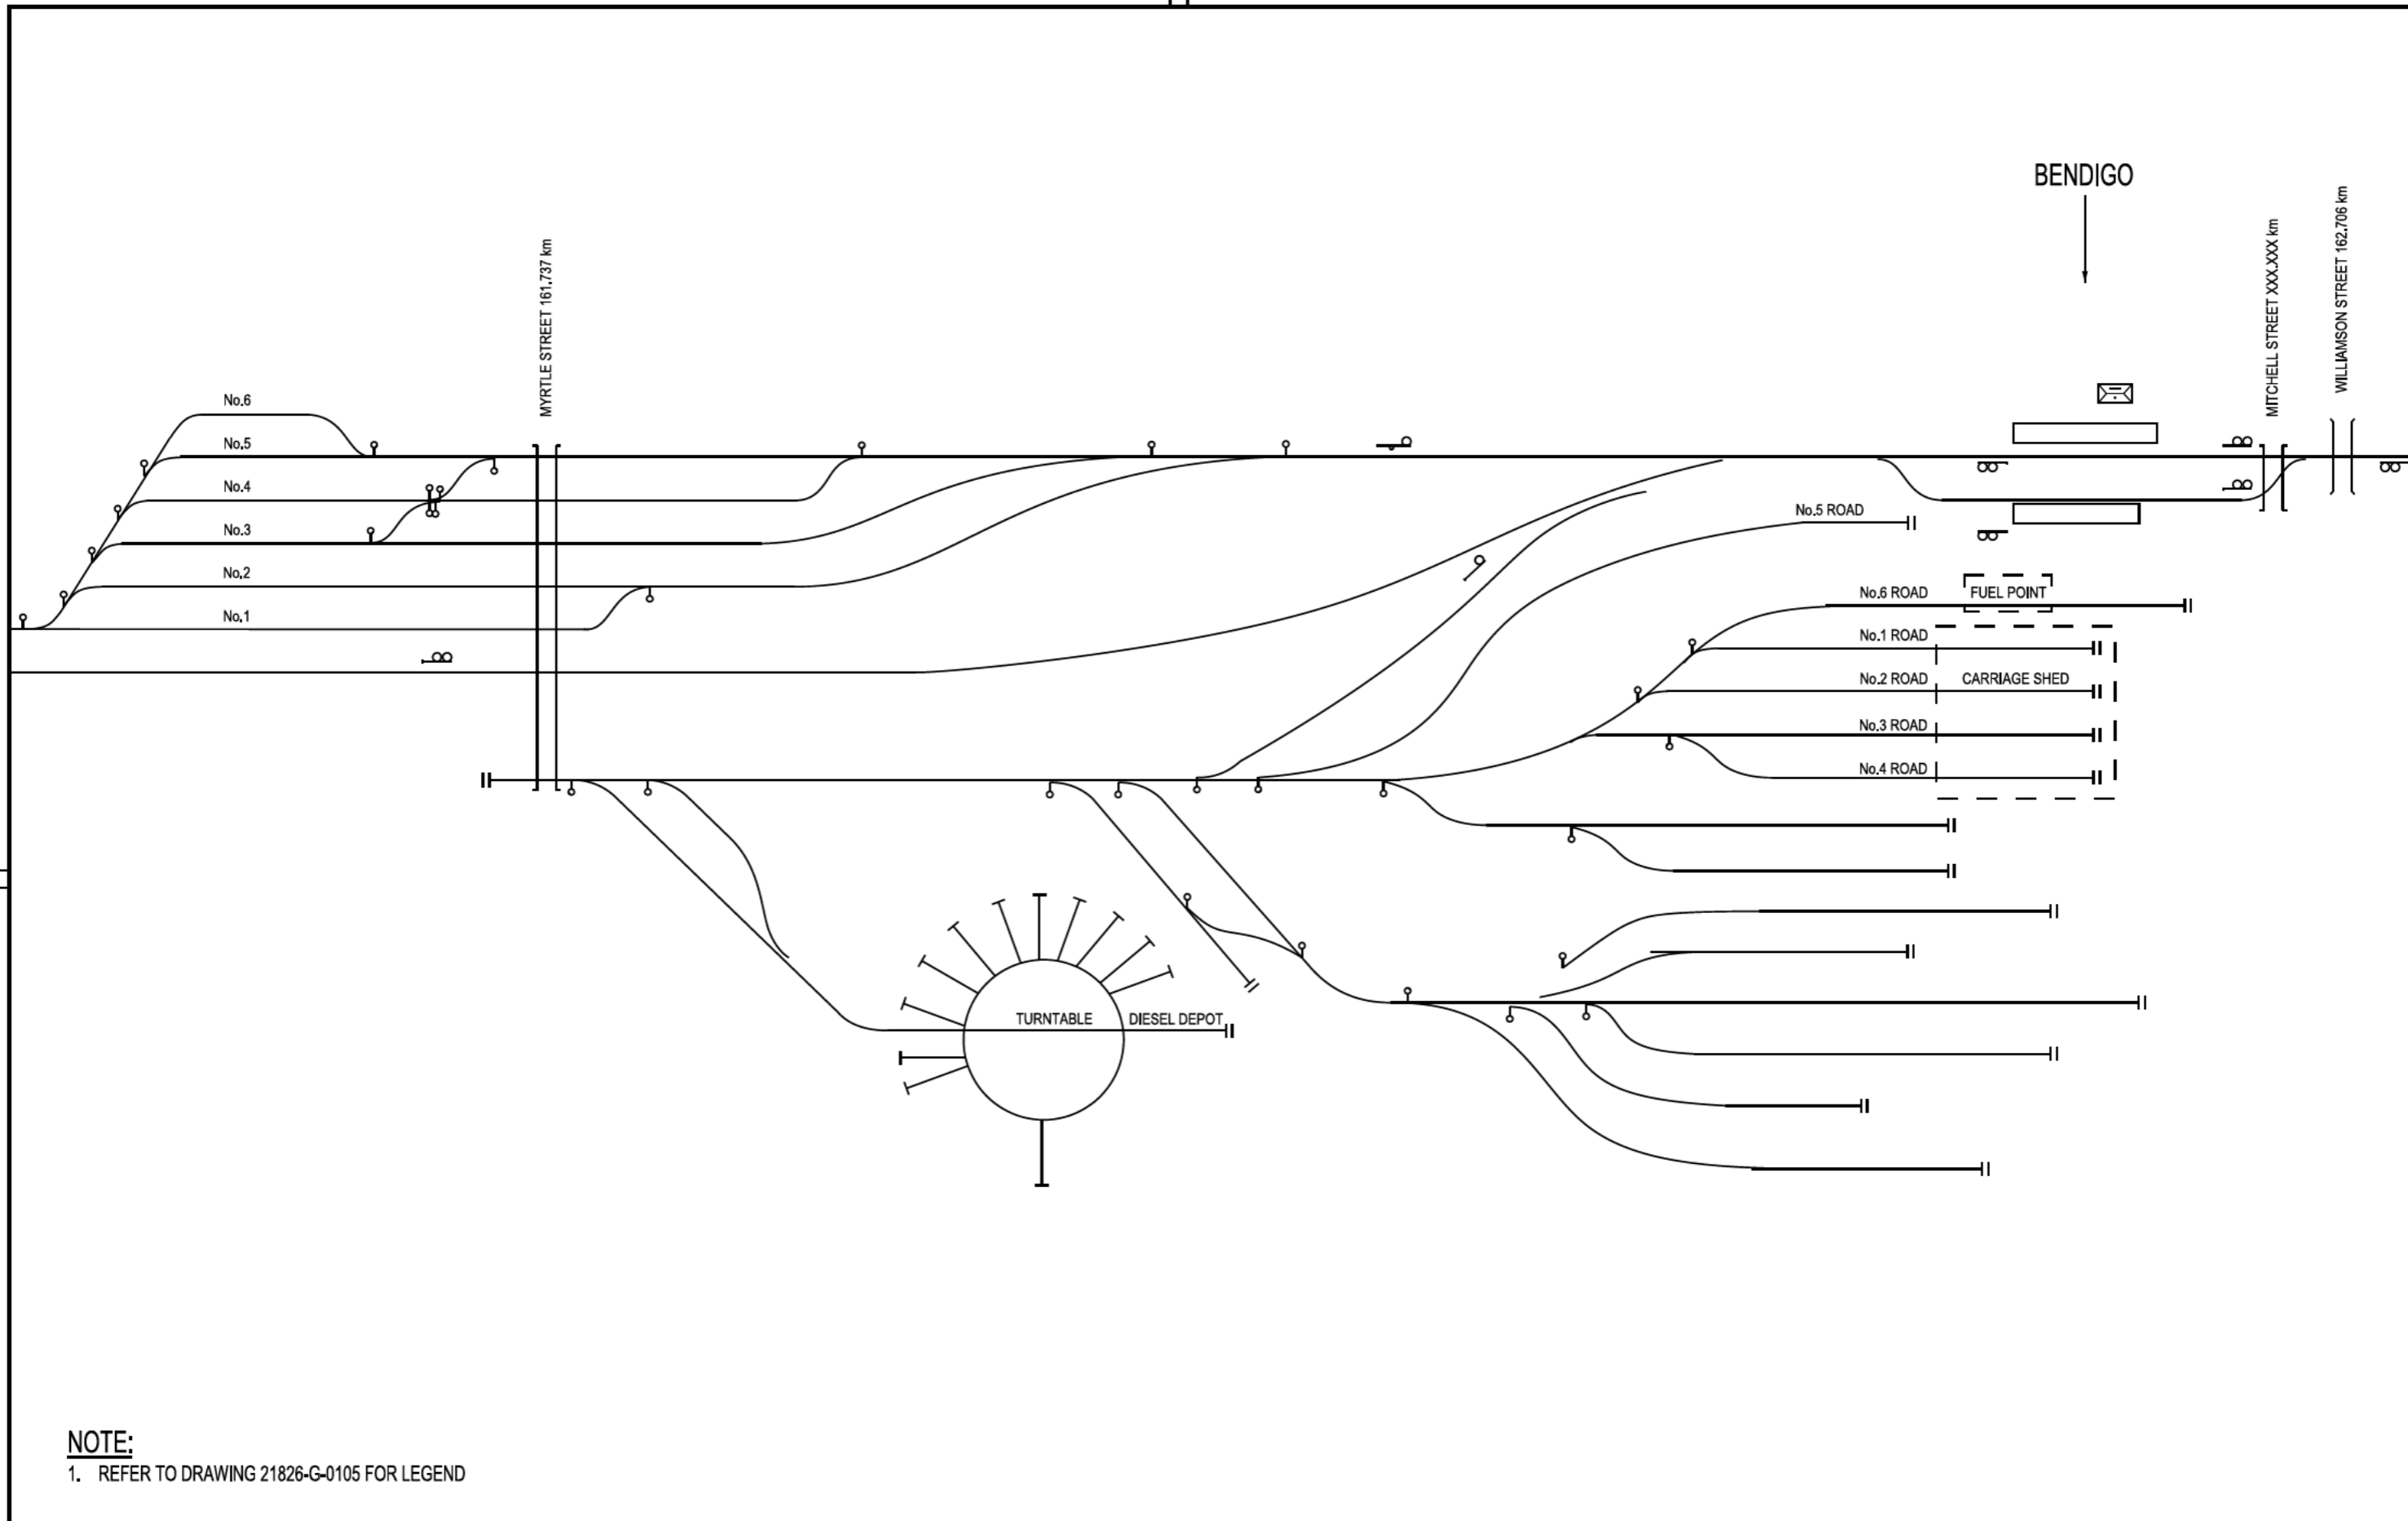 BENDIGO
MYRTLE STREET 161.737 km
MITCHELL STREET XXX.XXX km
WILLIAMSON STREET 162.706 km
No.6
No.5
No.4
No.3
No.2
No.1
No.5 ROAD
No.6 ROAD
FUEL POINT
No.1 ROAD
No.2 ROAD
CARRIAGE SHED
No.3 ROAD
No.4 ROAD
TURNTABLE
DIESEL DEPOT
NOTE:
1. REFER TO DRAWING 21826-G-0105 FOR LEGEND